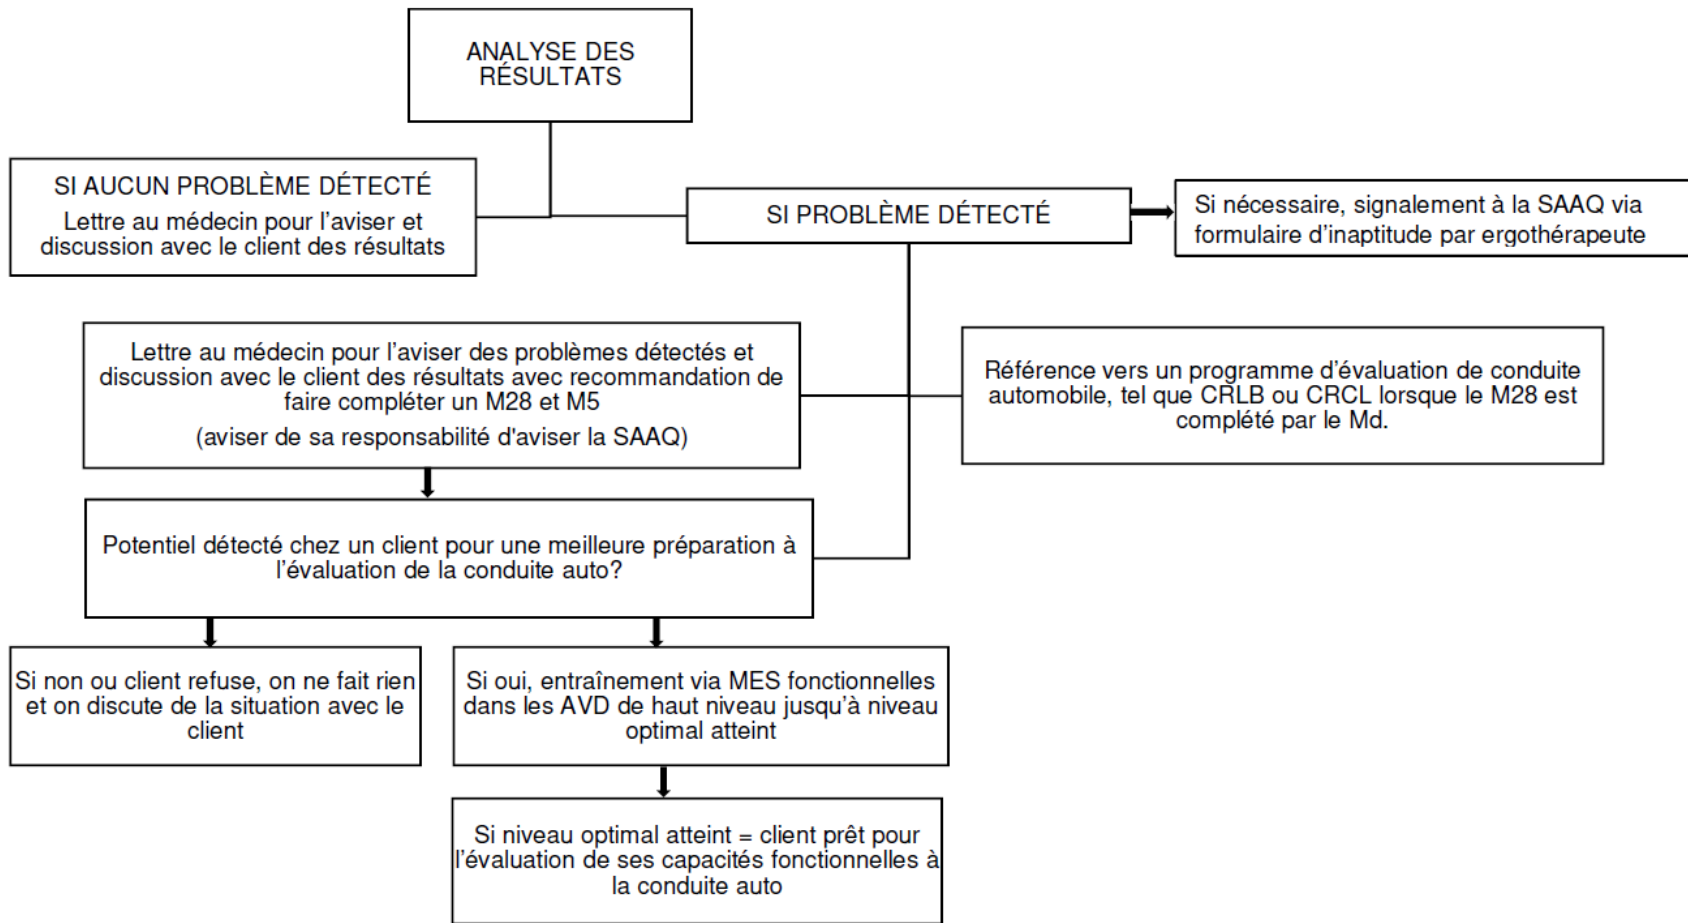 ANALYSE DES
RÉSULTATS
SI AUCUN PROBLÈME DÉTECTÉ
Lettre au médecin pour l'aviser et
discussion avec le client des résultats
SI PROBLÈME DÉTECTÉ
Si nécessaire, signalement à la SAAQ via
formulaire d'inaptitude par ergothérapeute
Lettre au médecin pour l'aviser des problèmes détectés et
discussion avec le client des résultats avec recommandation de
faire compléter un M28 et M5
(aviser de sa responsabilité d'aviser la SAAQ)
Référence vers un programme d'évaluation de conduite
automobile, tel que CRLB ou CRCL lorsque le M28 est
complété par le Md.
Potentiel détecté chez un client pour une meilleure préparation à
l'évaluation de la conduite auto?
Si non ou client refuse, on ne fait rien
et on discute de la situation avec le
client
Si oui, entraînement via MES fonctionnelles
dans les AVD de haut niveau jusqu'à niveau
optimal atteint
Si niveau optimal atteint = client prêt pour
l'évaluation de ses capacités fonctionnelles à
la conduite auto